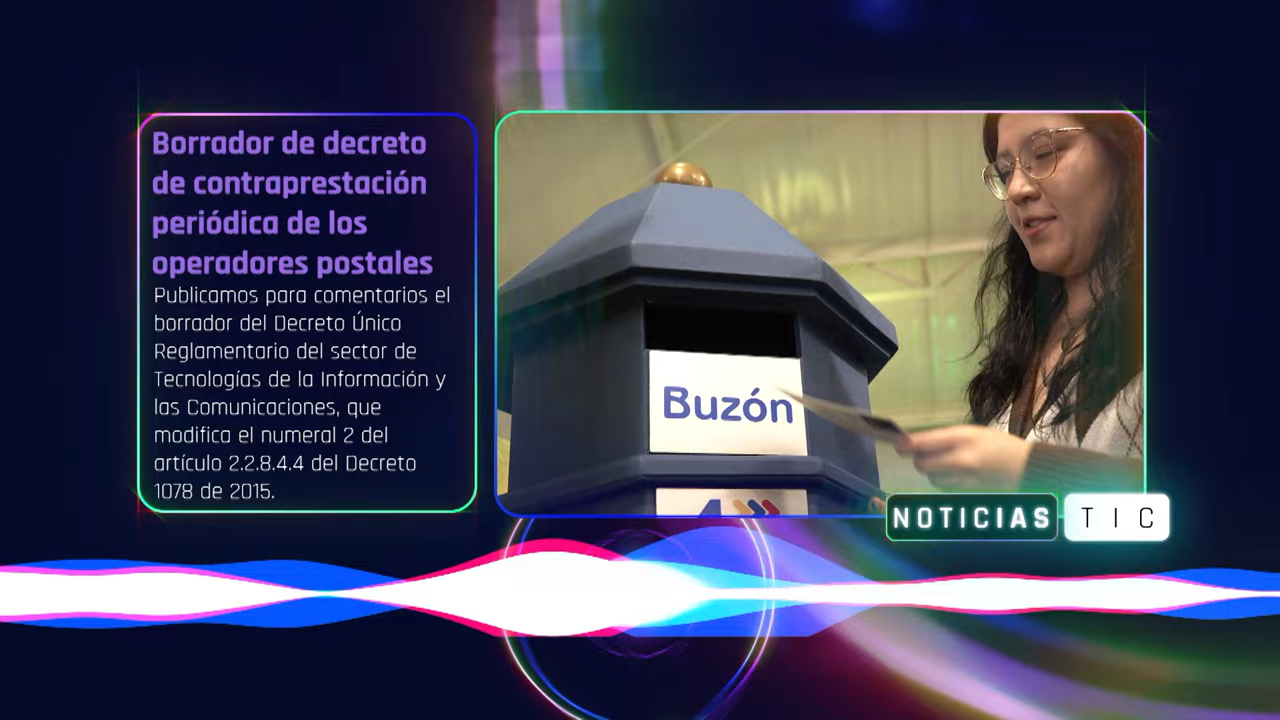 Borrador de decreto
de contraprestación
periódica de los
operadores postales
Publicamos para comentarios el
borrador del Decreto Único
Reglamentario del sector de
Tecnologías de la Información y
las Comunicaciones, que
modifica el numeral 2 del
artículo 2.2.8.4.4 del Decreto
1078 de 2015.
Buzón
NOTICIAS TIC